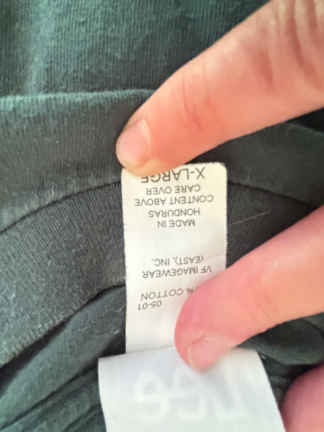 05-01
% COTTON
VF IMAGEWEAR
(EAST), INC.
MADE IN
HONDURAS
CONTENT ABOVE
CARE OVER
X-LARGE